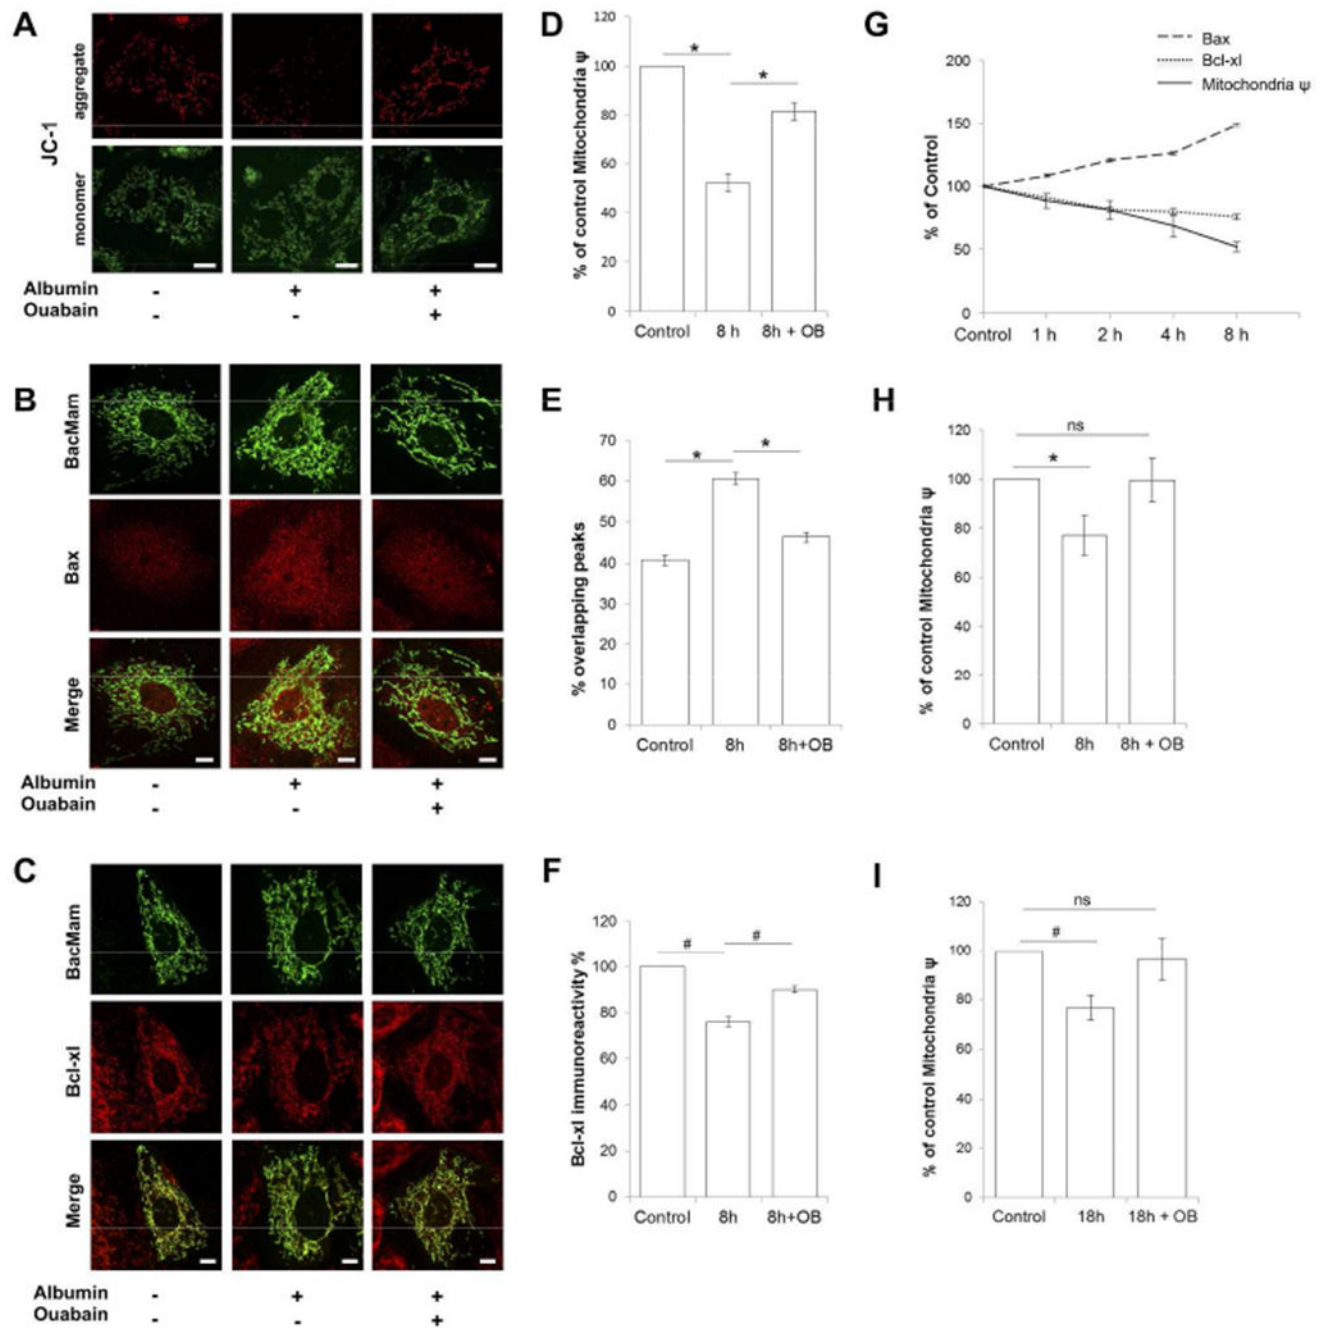 A
JC-1
aggregate
monomer
Albumin - + +
Ouabain - - +
B
BacMam
Bax
Merge
Albumin - + +
Ouabain - - +
C
BacMam
Bcl-xl
Merge
Albumin - + +
Ouabain - - +
D
% of control Mitochondria ψ
120
100
80
60
40
20
0
* *
Control 8 h 8h + OB
E
% overlapping peaks
70
60
50
40
30
20
10
0
* *
Control 8h 8h+OB
F
Bcl-xl immunoreactivity %
120
100
80
60
40
20
0
# #
Control 8h 8h+OB
G
Bax
Bcl-xl
Mitochondria ψ
% of Control
200
150
100
50
0
Control 1 h 2 h 4 h 8 h
H
% of control Mitochondria ψ
120
100
80
60
40
20
0
ns
*
Control 8h 8h + OB
I
% of control Mitochondria ψ
120
100
80
60
40
20
0
ns
#
Control 18h 18h + OB